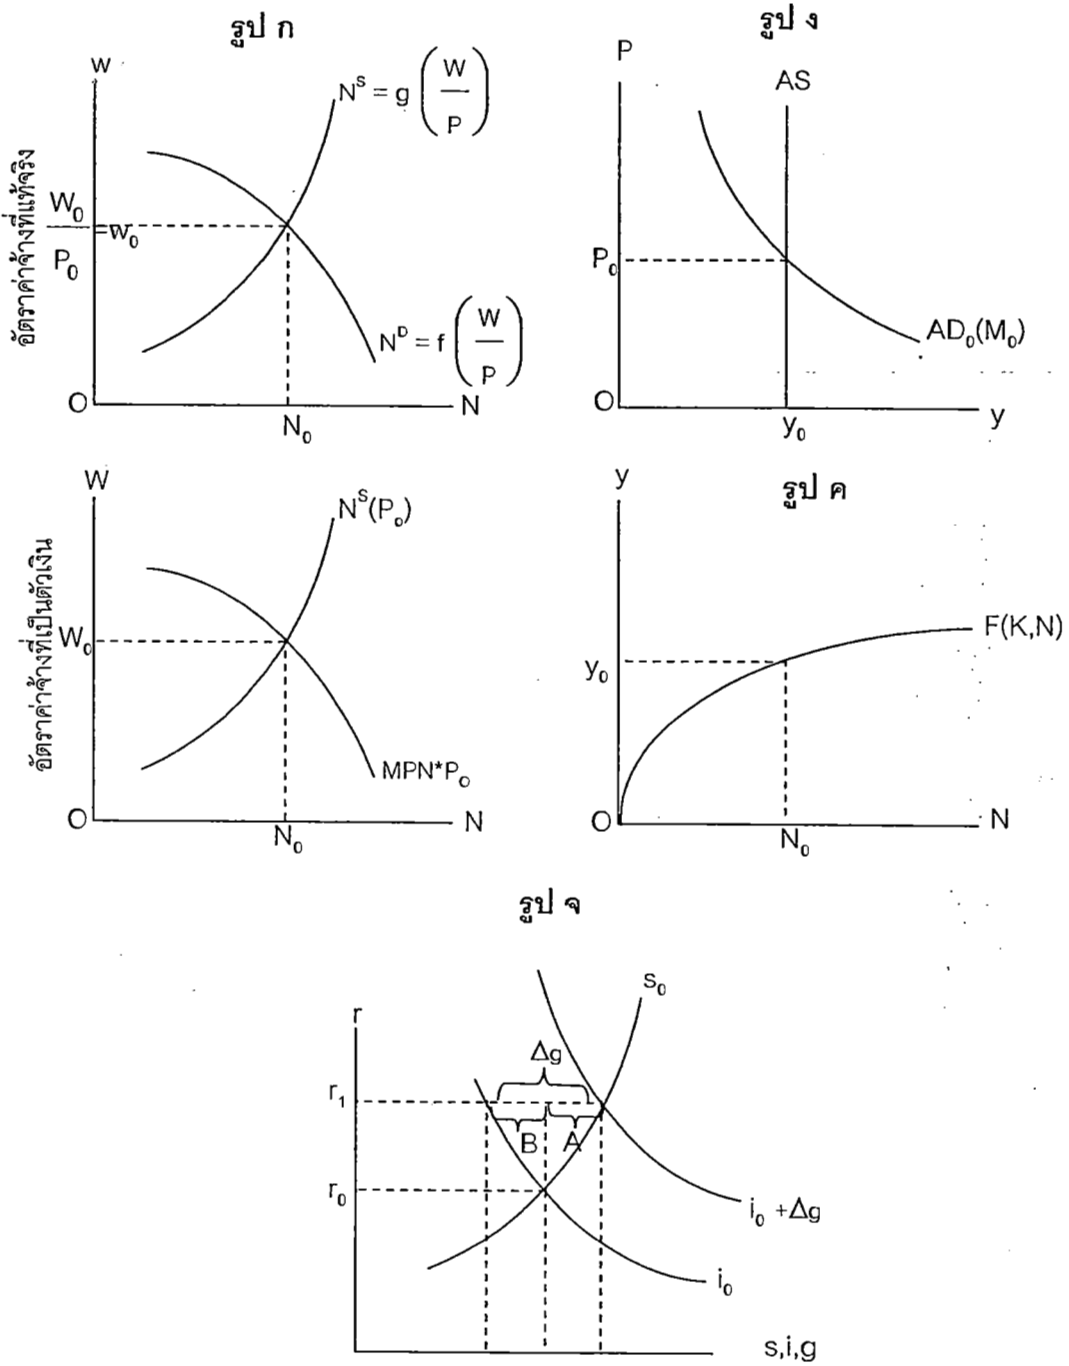 รูป ก
w
อัตราค่าจ้างที่แท้จริง
W₀
P₀
=w₀
Nˢ = g (W/P)
Nᴰ = f (W/P)
O
N₀
N
รูป ง
P
AS
P₀
AD₀(M₀)
O
y₀
y
W
อัตราค่าจ้างที่เป็นตัวเงิน
Nˢ(P₀)
W₀
MPN*P₀
O
N₀
N
รูป ค
y
F(K,N)
y₀
O
N₀
N
รูป จ
r
s₀
Δg
r₁
B
A
r₀
i₀ +Δg
i₀
s,i,g